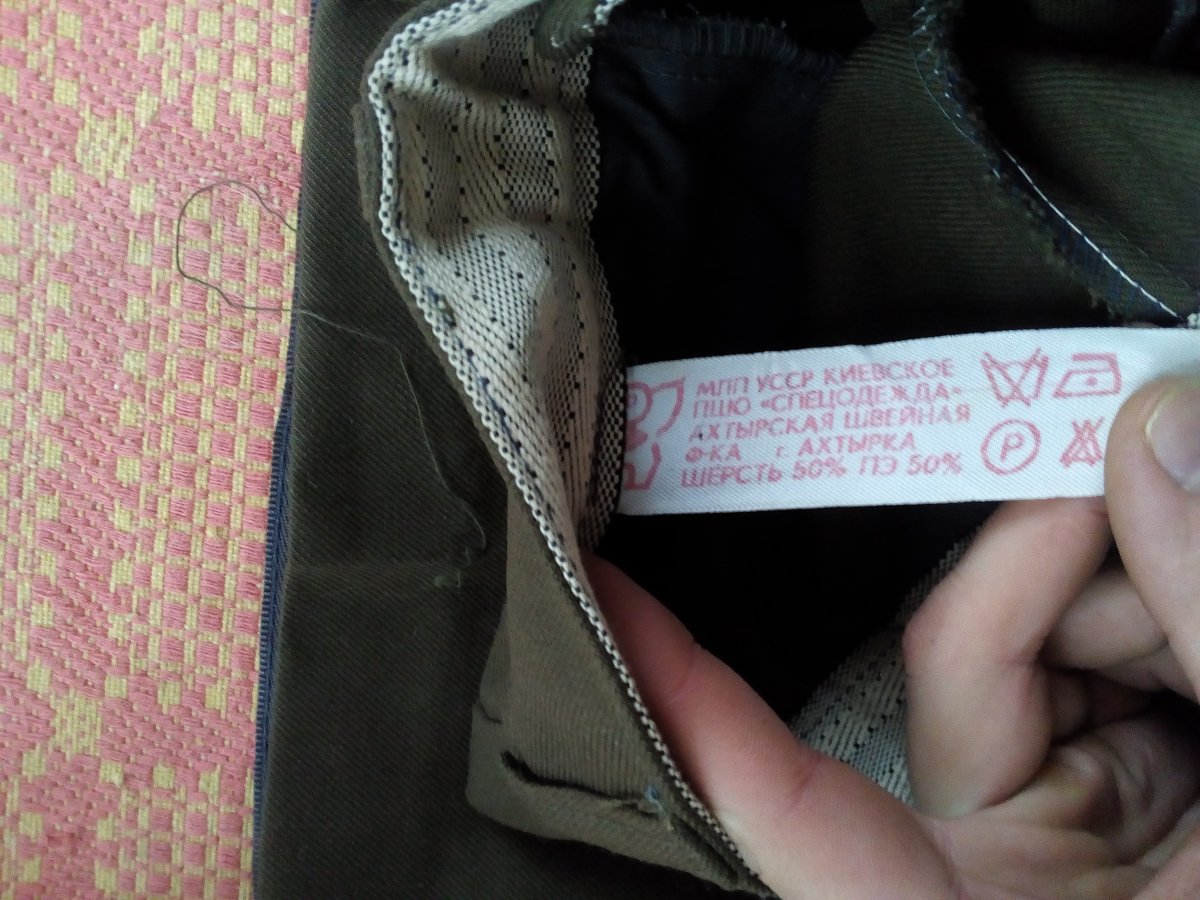 МЛП УССР КИЕВСКОЕ
ПШО «СПЕЦОДЕЖДА»
АХТЫРСКАЯ ШВЕЙНАЯ
Ф-КА г. АХТЫРКА
ШЕРСТЬ 50% ПЭ 50%
P